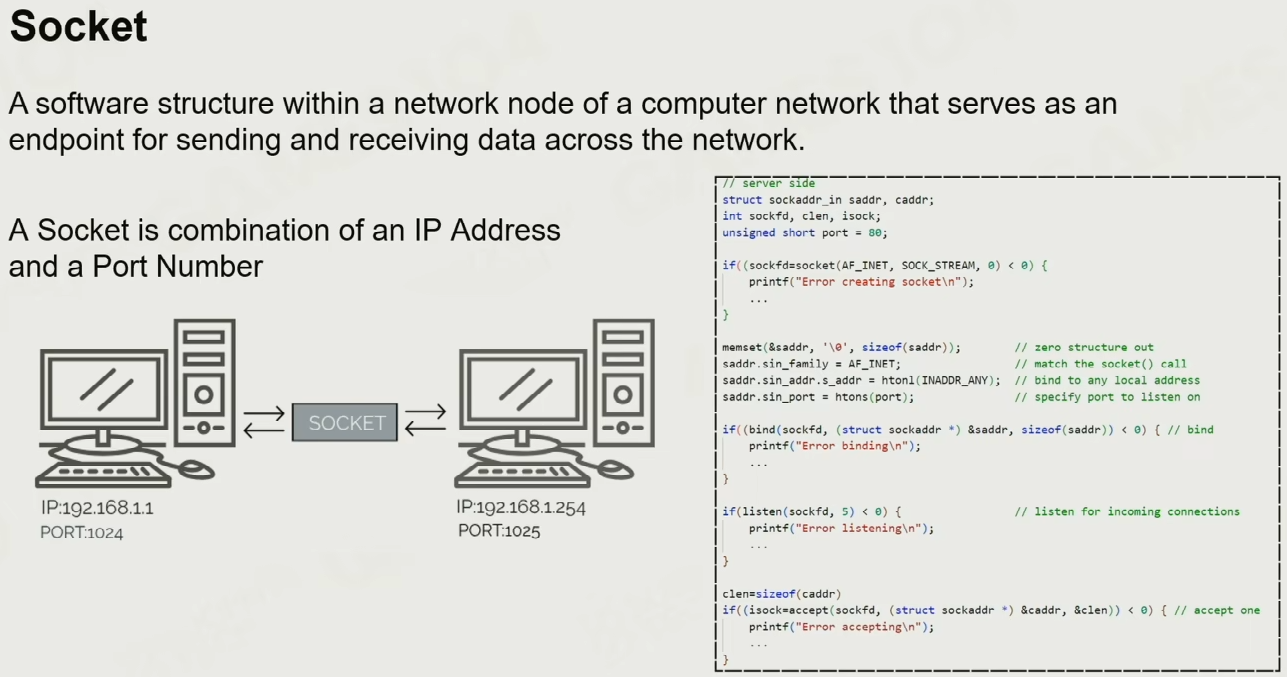 Socket
A software structure within a network node of a computer network that serves as an
endpoint for sending and receiving data across the network.
A Socket is combination of an IP Address
and a Port Number
SOCKET
IP:192.168.1.1
PORT:1024
IP:192.168.1.254
PORT:1025
// server side
struct sockaddr_in saddr, caddr;
int sockfd, clen, isock;
unsigned short port = 80;
if((sockfd=socket(AF_INET, SOCK_STREAM, 0) < 0) {
printf("Error creating socket\n");
...
}
memset(&saddr, '\0', sizeof(saddr)); // zero structure out
saddr.sin_family = AF_INET; // match the socket() call
saddr.sin_addr.s_addr = htonl(INADDR_ANY); // bind to any local address
saddr.sin_port = htons(port); // specify port to listen on
if((bind(sockfd, (struct sockaddr *) &saddr, sizeof(saddr)) < 0) { // bind
printf("Error binding\n");
...
}
if(listen(sockfd, 5) < 0) { // listen for incoming connections
printf("Error listening\n");
...
}
clen=sizeof(caddr)
if((isock=accept(sockfd, (struct sockaddr *) &caddr, &clen)) < 0) { // accept one
printf("Error accepting\n");
...
}